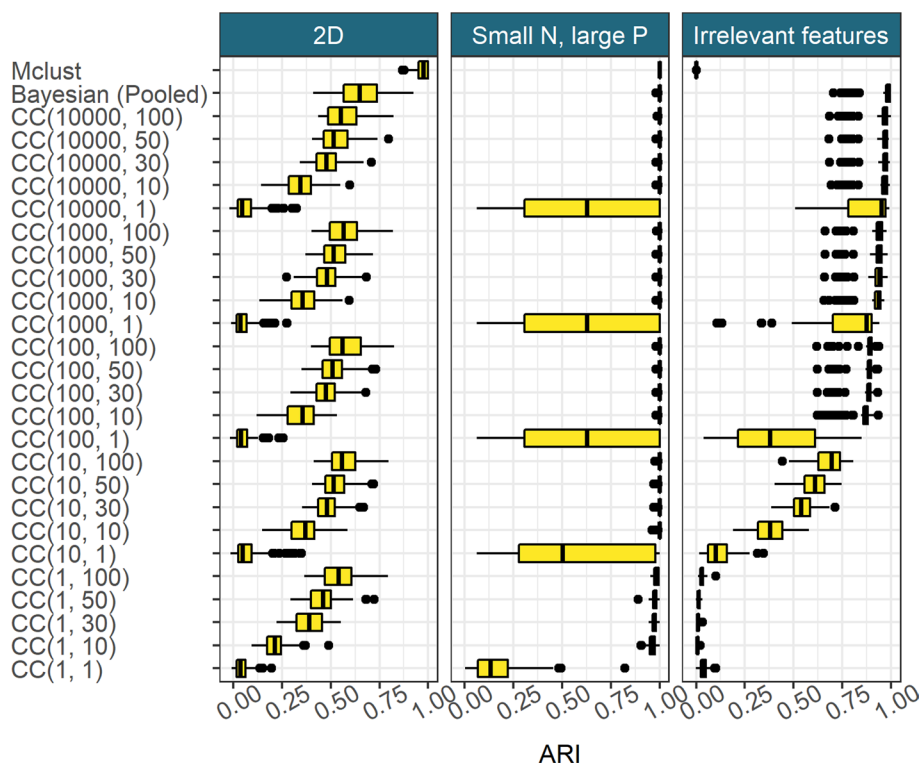 2D
Small N, large P
Irrelevant features
Mclust
Bayesian (Pooled)
CC(10000, 100)
CC(10000, 50)
CC(10000, 30)
CC(10000, 10)
CC(10000, 1)
CC(1000, 100)
CC(1000, 50)
CC(1000, 30)
CC(1000, 10)
CC(1000, 1)
CC(100, 100)
CC(100, 50)
CC(100, 30)
CC(100, 10)
CC(100, 1)
CC(10, 100)
CC(10, 50)
CC(10, 30)
CC(10, 10)
CC(10, 1)
CC(1, 100)
CC(1, 50)
CC(1, 30)
CC(1, 10)
CC(1, 1)
0.00 0.25 0.50 0.75 1.00
0.00 0.25 0.50 0.75 1.00
0.00 0.25 0.50 0.75 1.00
ARI